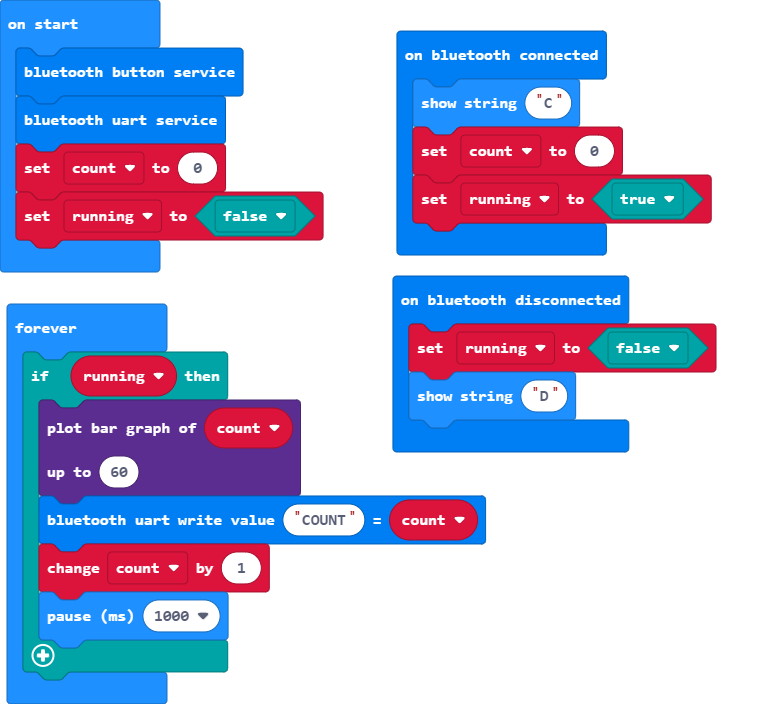 on start
bluetooth button service
bluetooth uart service
set count to 0
set running to false
on bluetooth connected
show string "C"
set count to 0
set running to true
on bluetooth disconnected
set running to false
show string "D"
forever
if running then
plot bar graph of count
up to 60
bluetooth uart write value "COUNT" = count
change count by 1
pause (ms) 1000